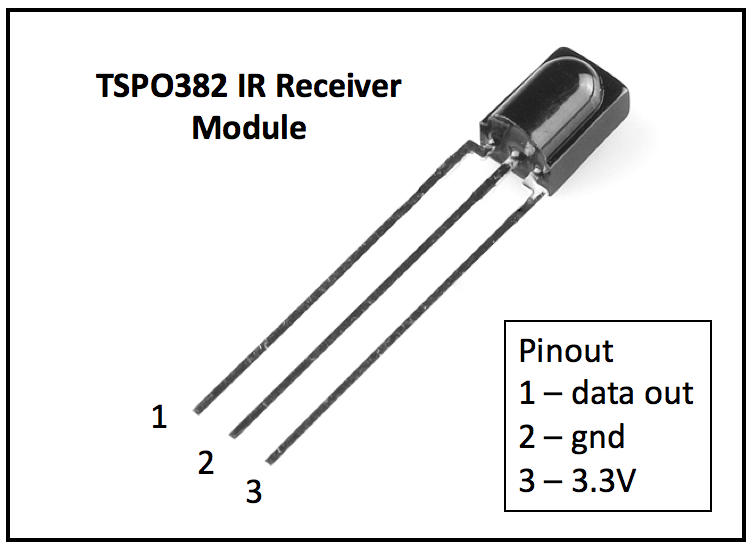 TSPO382 IR Receiver
Module
1
2
3
Pinout
1 – data out
2 – gnd
3 – 3.3V